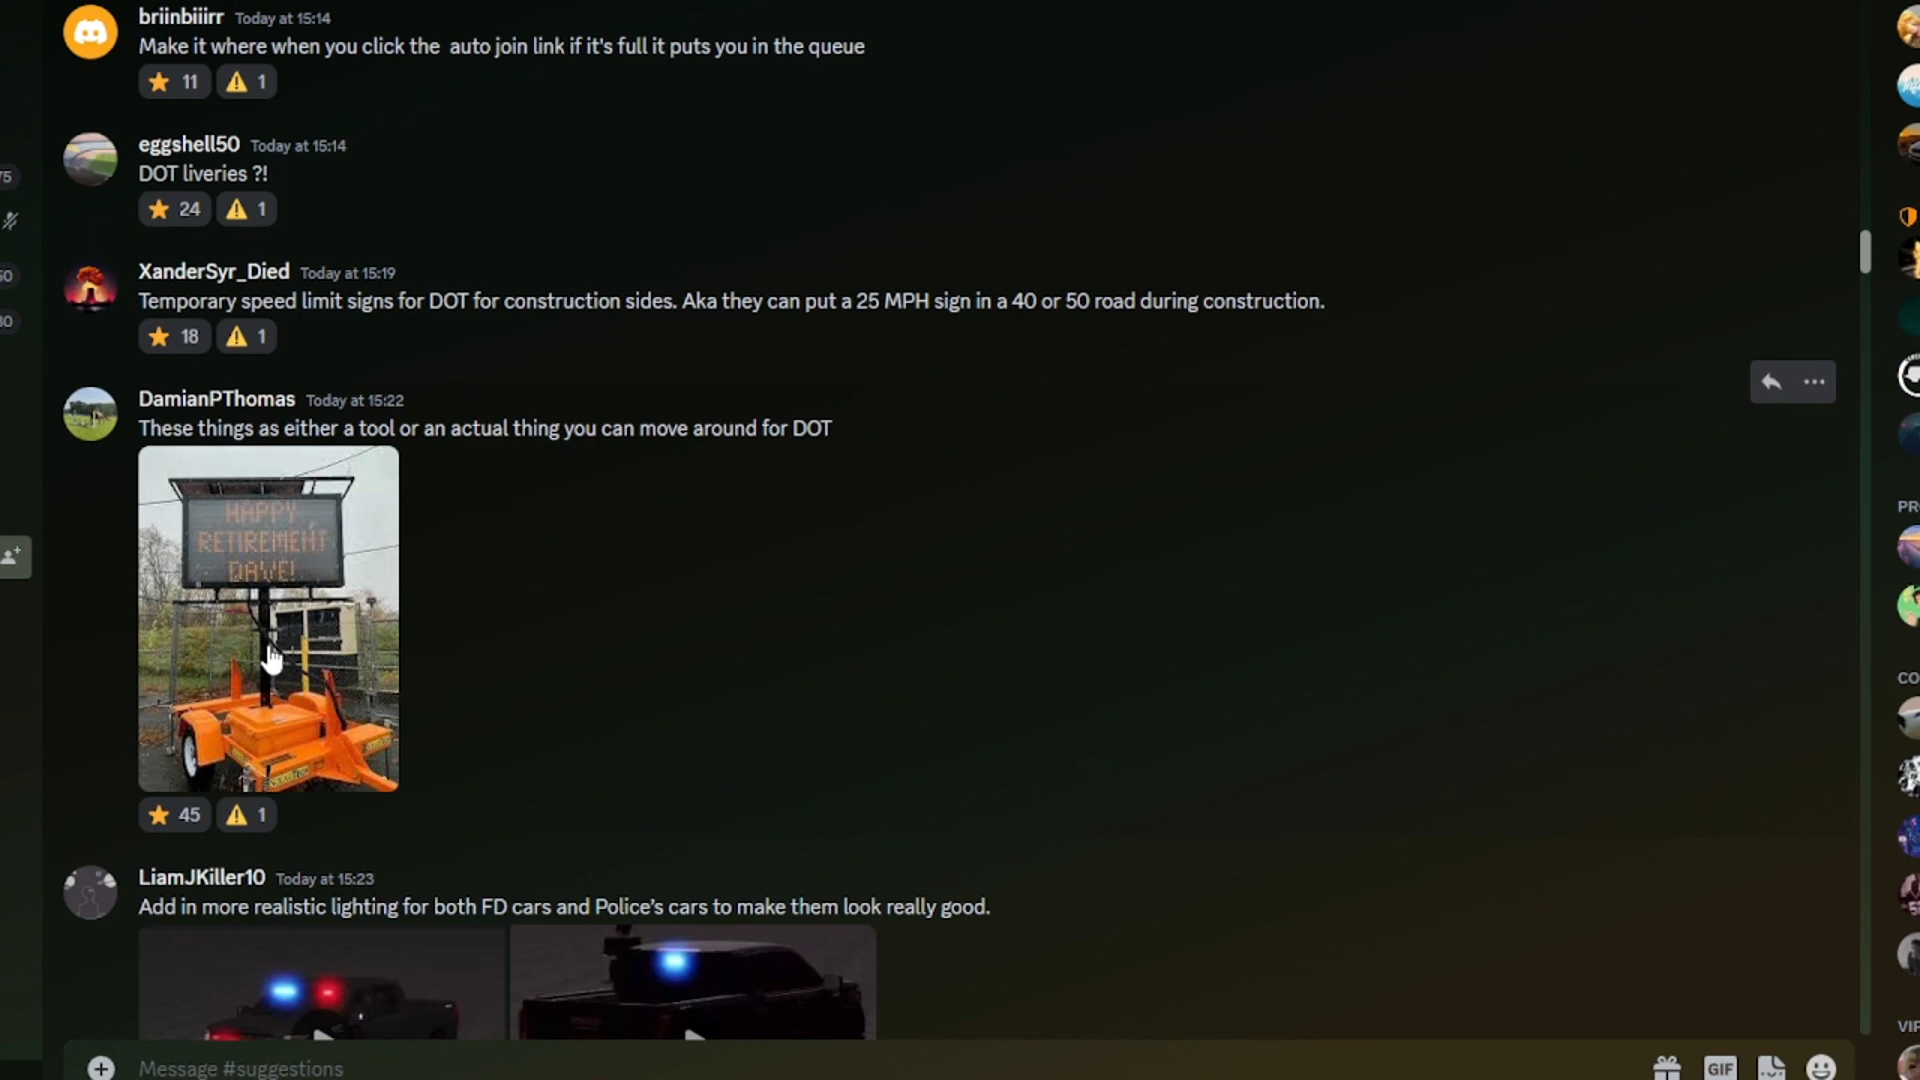 briinbiiirr Today at 15:14
Make it where when you click the auto join link if it's full it puts you in the queue
11 1
eggshell50 Today at 15:14
DOT liveries ?!
24 1
XanderSyr_Died Today at 15:19
Temporary speed limit signs for DOT for construction sides. Aka they can put a 25 MPH sign in a 40 or 50 road during construction.
18 1
DamianPThomas Today at 15:22
These things as either a tool or an actual thing you can move around for DOT
HAPPY
RETIREMENT
DAVE!
45 1
LiamJKiller10 Today at 15:23
Add in more realistic lighting for both FD cars and Police's cars to make them look really good.
Message #suggestions
GIF